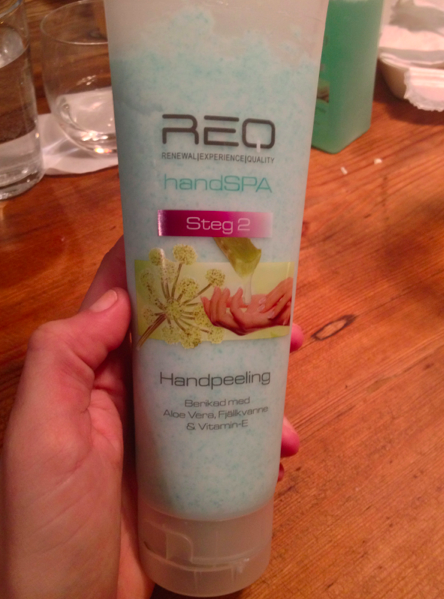 REQ
RENEWAL|EXPERIENCE|QUALITY
handSPA
Steg 2
Handpeeling
Berikad med
Aloe Vera, Fjällkvanne
& Vitamin-E